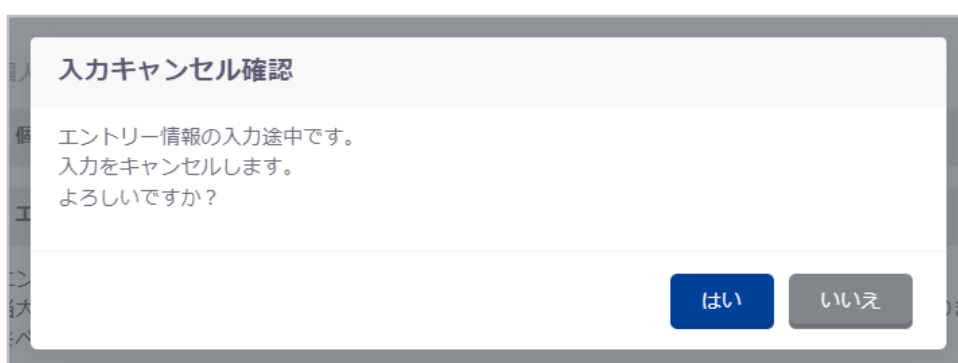 入力キャンセル確認
エントリー情報の入力途中です。
入力をキャンセルします。
よろしいですか？
はい
いいえ